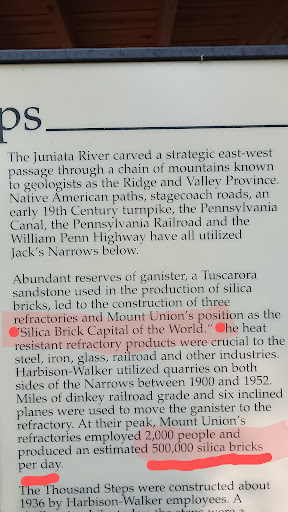 ps
The Juniata River carved a strategic east-west
passage through a chain of mountains known
to geologists as the Ridge and Valley Province.
Native American paths, stagecoach roads, an
early 19th Century turnpike, the Pennsylvania
Canal, the Pennsylvania Railroad and the
William Penn Highway have all utilized
Jack's Narrows below.
Abundant reserves of ganister, a Tuscarora
sandstone used in the production of silica
bricks, led to the construction of three
refractories and Mount Union's position as the
"Silica Brick Capital of the World." The heat
resistant refractory products were crucial to the
steel, iron, glass, railroad and other industries.
Harbison-Walker utilized quarries on both
sides of the Narrows between 1900 and 1952.
Miles of dinkey railroad grade and six inclined
planes were used to move the ganister to the
refractory. At their peak, Mount Union's
refractories employed 2,000 people and
produced an estimated 500,000 silica bricks
per day.
The Thousand Steps were constructed about
1936 by Harbison-Walker employees. A